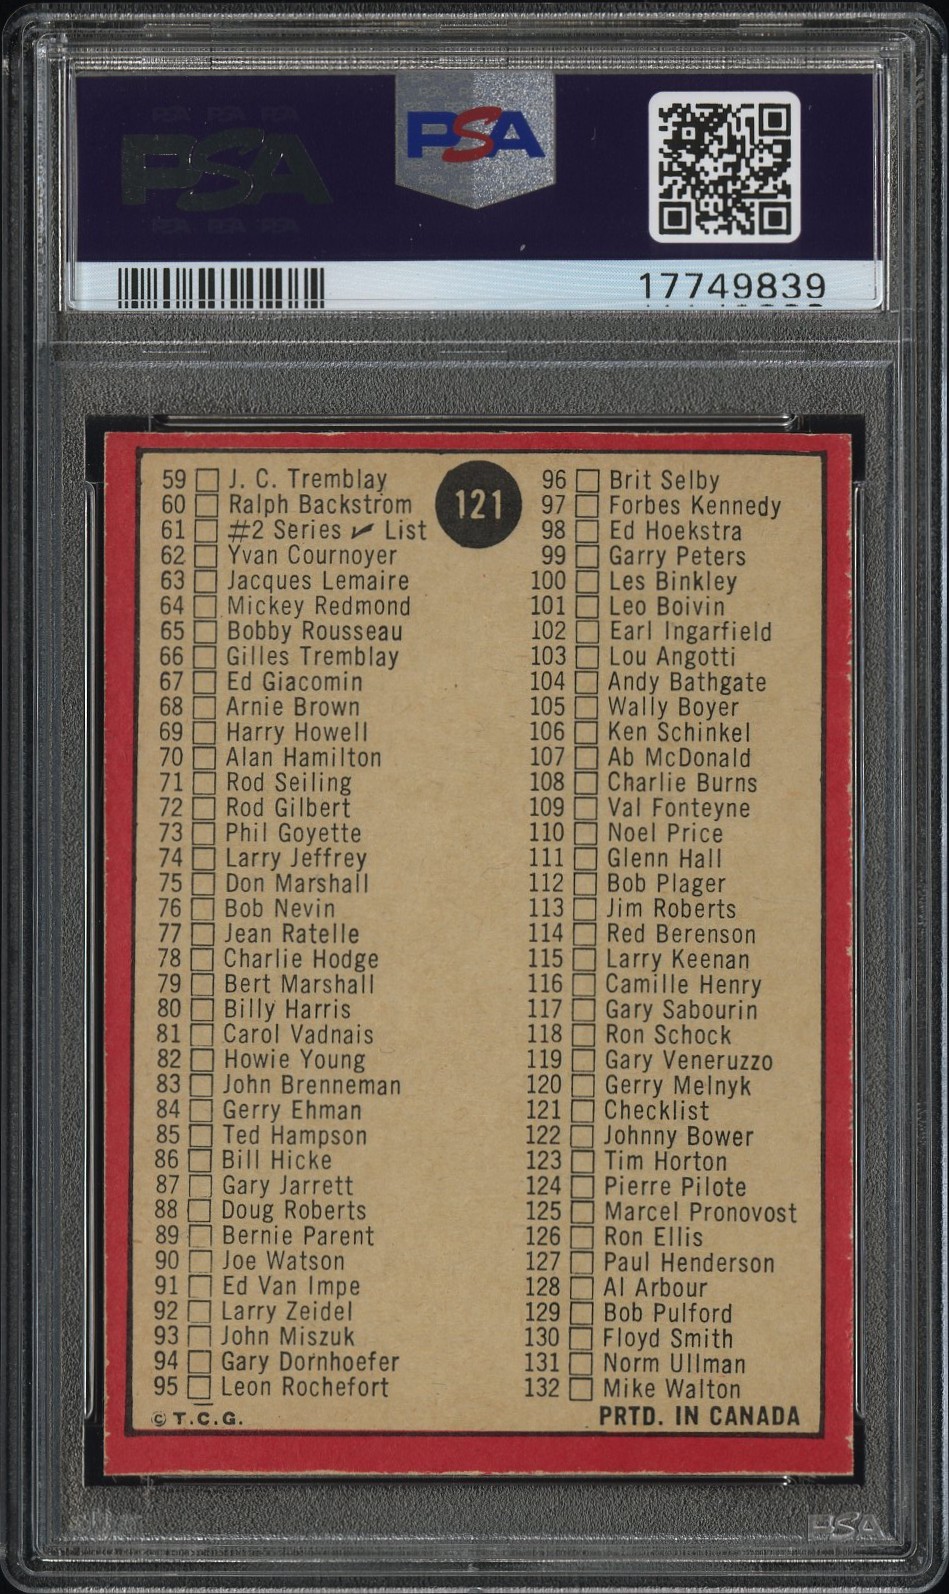 PSA
PSA
17749839
121
59 J. C. Tremblay
60 Ralph Backstrom
61 #2 Series ✓ List
62 Yvan Cournoyer
63 Jacques Lemaire
64 Mickey Redmond
65 Bobby Rousseau
66 Gilles Tremblay
67 Ed Giacomin
68 Arnie Brown
69 Harry Howell
70 Alan Hamilton
71 Rod Seiling
72 Rod Gilbert
73 Phil Goyette
74 Larry Jeffrey
75 Don Marshall
76 Bob Nevin
77 Jean Ratelle
78 Charlie Hodge
79 Bert Marshall
80 Billy Harris
81 Carol Vadnais
82 Howie Young
83 John Brenneman
84 Gerry Ehman
85 Ted Hampson
86 Bill Hicke
87 Gary Jarrett
88 Doug Roberts
89 Bernie Parent
90 Joe Watson
91 Ed Van Impe
92 Larry Zeidel
93 John Miszuk
94 Gary Dornhoefer
95 Leon Rochefort
© T.C.G.
96 Brit Selby
97 Forbes Kennedy
98 Ed Hoekstra
99 Garry Peters
100 Les Binkley
101 Leo Boivin
102 Earl Ingarfield
103 Lou Angotti
104 Andy Bathgate
105 Wally Boyer
106 Ken Schinkel
107 Ab McDonald
108 Charlie Burns
109 Val Fonteyne
110 Noel Price
111 Glenn Hall
112 Bob Plager
113 Jim Roberts
114 Red Berenson
115 Larry Keenan
116 Camille Henry
117 Gary Sabourin
118 Ron Schock
119 Gary Veneruzzo
120 Gerry Melnyk
121 Checklist
122 Johnny Bower
123 Tim Horton
124 Pierre Pilote
125 Marcel Pronovost
126 Ron Ellis
127 Paul Henderson
128 Al Arbour
129 Bob Pulford
130 Floyd Smith
131 Norm Ullman
132 Mike Walton
PRTD. IN CANADA
PSA